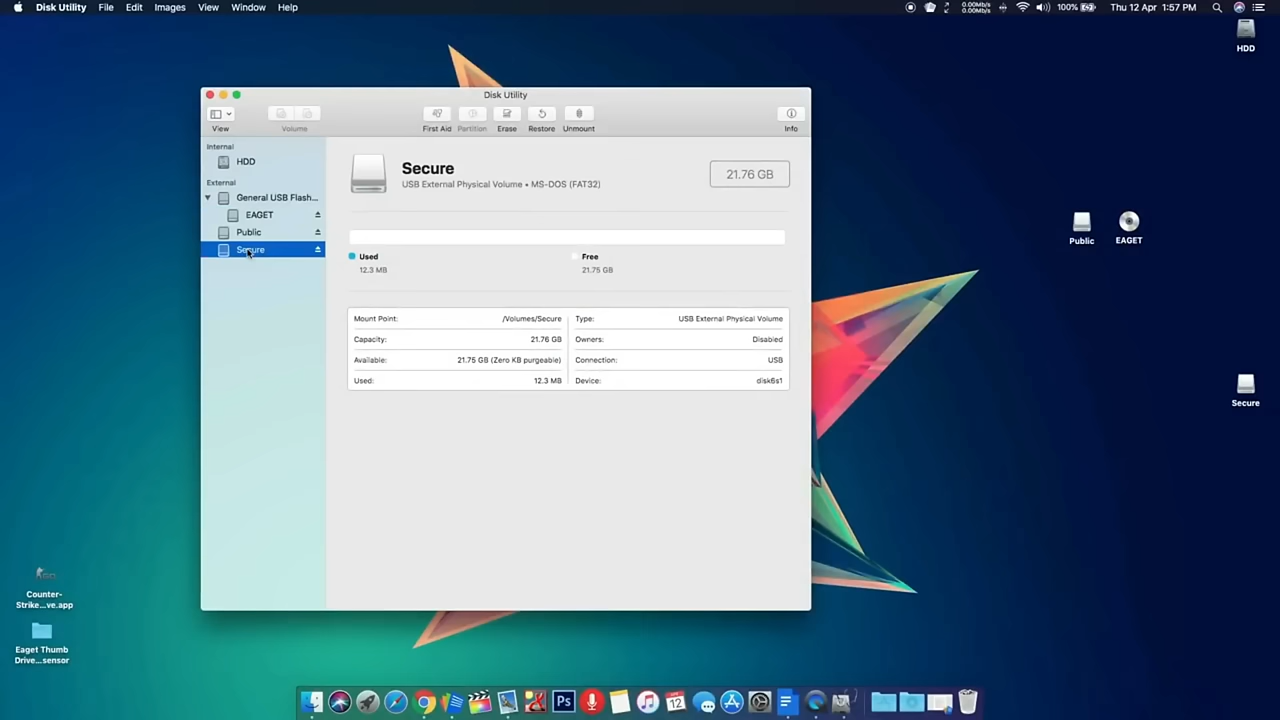 Disk Utility File Edit Images View Window Help
0.00Mb/s
0.00Mb/s
100%
Thu 12 Apr 1:57 PM
HDD
Disk Utility
View
Volume
First Aid
Partition
Erase
Restore
Unmount
Info
Internal
HDD
External
General USB Flash...
EAGET
Public
Secure
Secure
USB External Physical Volume • MS-DOS (FAT32)
21.76 GB
Used
12.3 MB
Free
21.75 GB
Mount Point: /Volumes/Secure
Type: USB External Physical Volume
Capacity: 21.76 GB
Owners: Disabled
Available: 21.75 GB (Zero KB purgeable)
Connection: USB
Used: 12.3 MB
Device: disk6s1
Public
EAGET
Secure
Counter-
Strike...ve.app
Eaget Thumb
Drive...sensor
Ps